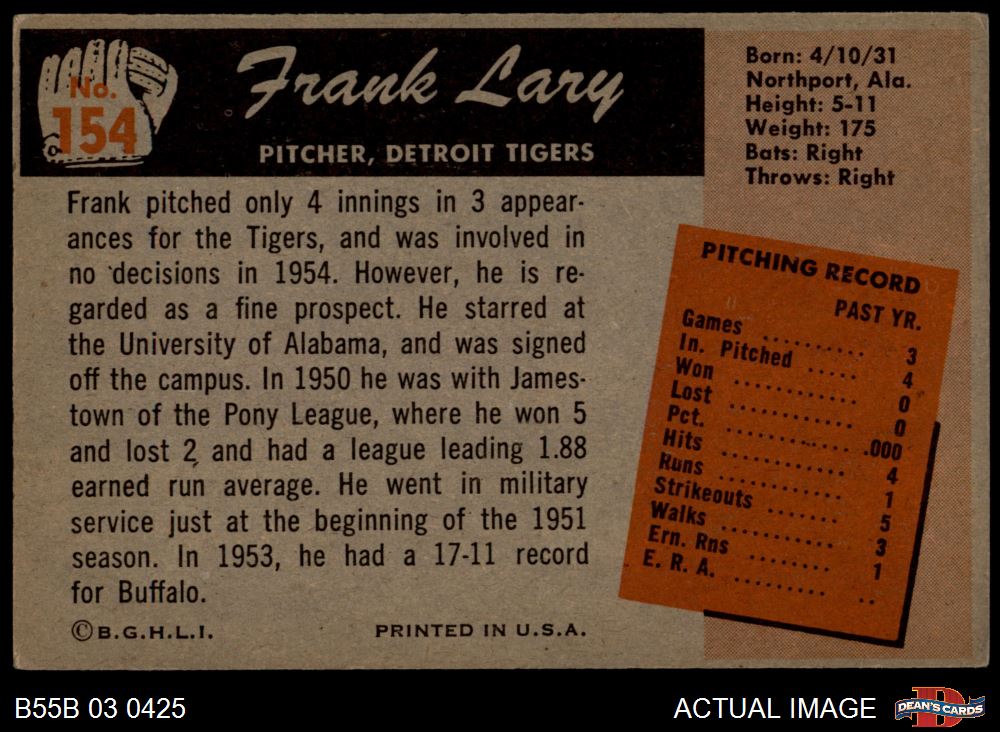 No.
154
Frank Lary
PITCHER, DETROIT TIGERS
Born: 4/10/31
Northport, Ala.
Height: 5-11
Weight: 175
Bats: Right
Throws: Right
Frank pitched only 4 innings in 3 appear-
ances for the Tigers, and was involved in
no decisions in 1954. However, he is re-
garded as a fine prospect. He starred at
the University of Alabama, and was signed
off the campus. In 1950 he was with James-
town of the Pony League, where he won 5
and lost 2, and had a league leading 1.88
earned run average. He went in military
service just at the beginning of the 1951
season. In 1953, he had a 17-11 record
for Buffalo.
©B.G.H.L.I. PRINTED IN U.S.A.
PITCHING RECORD
PAST YR.
Games .......... 3
In. Pitched ..... 4
Won .......... 0
Lost .......... 0
Pct. .......... .000
Hits .......... 4
Runs .......... 1
Strikeouts ....... 5
Walks .......... 3
Ern. Rns ........ 1
E. R. A. .......... ..
B55B 03 0425
ACTUAL IMAGE
D
DEAN'S CARDS